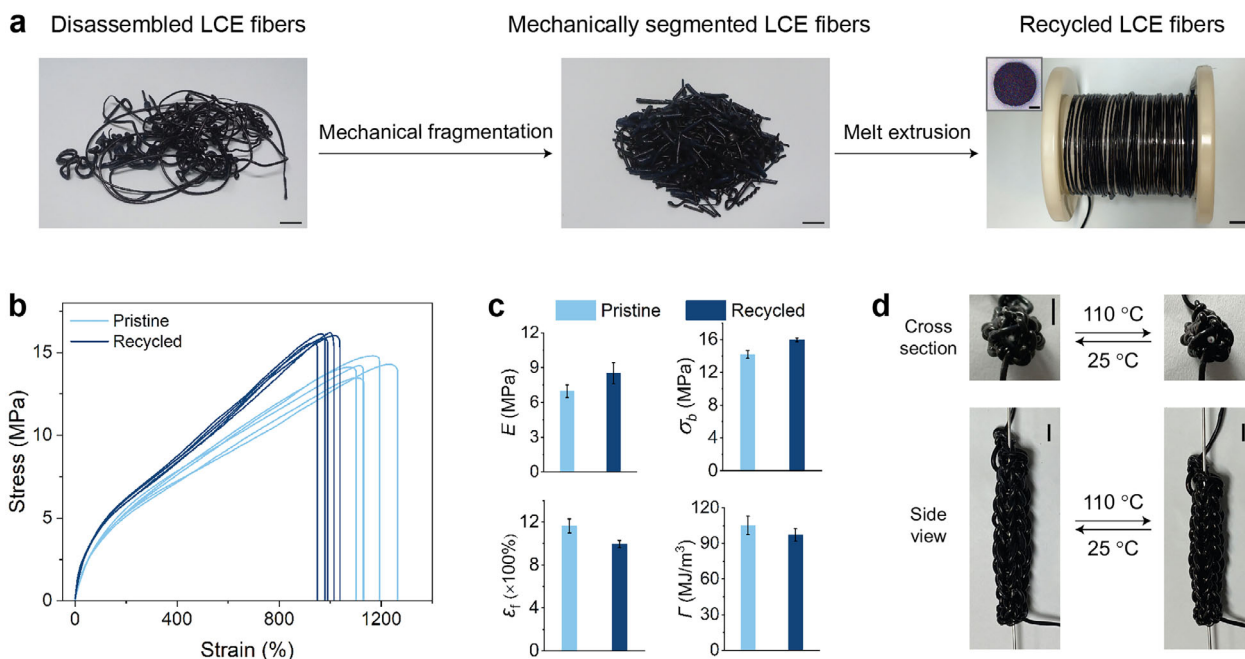 a
Disassembled LCE fibers
Mechanically segmented LCE fibers
Recycled LCE fibers
Mechanical fragmentation
Melt extrusion
b
Pristine
Recycled
15
10
5
0
Stress (MPa)
0 400 800 1200
Strain (%)
c
Pristine
Recycled
12
9
6
3
0
E (MPa)
20
16
12
8
4
0
σb (MPa)
12
8
4
0
εf (×100%)
120
90
60
30
0
Γ (MJ/m³)
d
Cross
section
110 °C
25 °C
Side
view
110 °C
25 °C